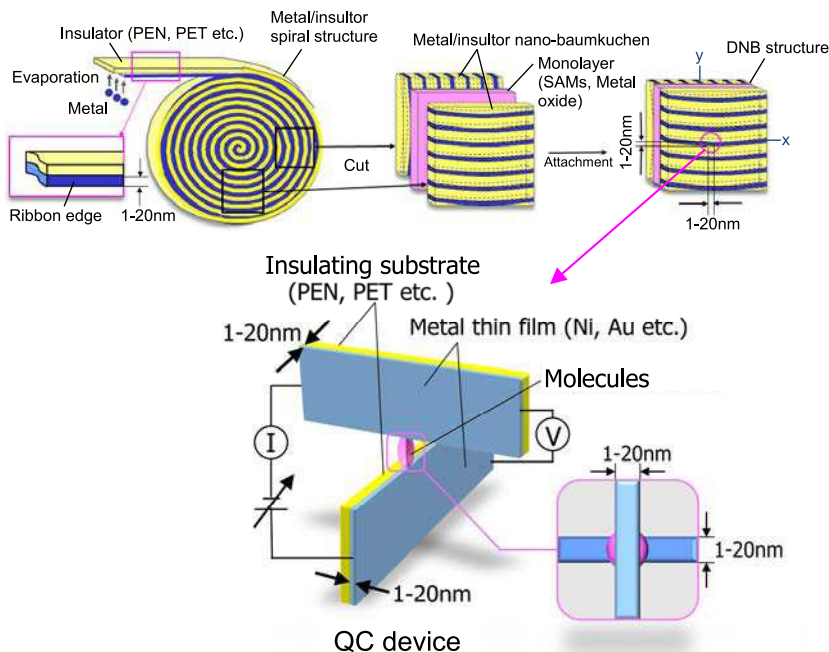 Insulator (PEN, PET etc.)
Metal/insultor
spiral structure
Evaporation
Metal
Ribbon edge
1-20nm
Cut
Metal/insultor nano-baumkuchen
Monolayer
(SAMs, Metal
oxide)
Attachment
DNB structure
y
x
1-20nm
1-20nm
Insulating substrate
(PEN, PET etc. )
1-20nm
Metal thin film (Ni, Au etc.)
Molecules
I
V
1-20nm
1-20nm
1-20nm
QC device